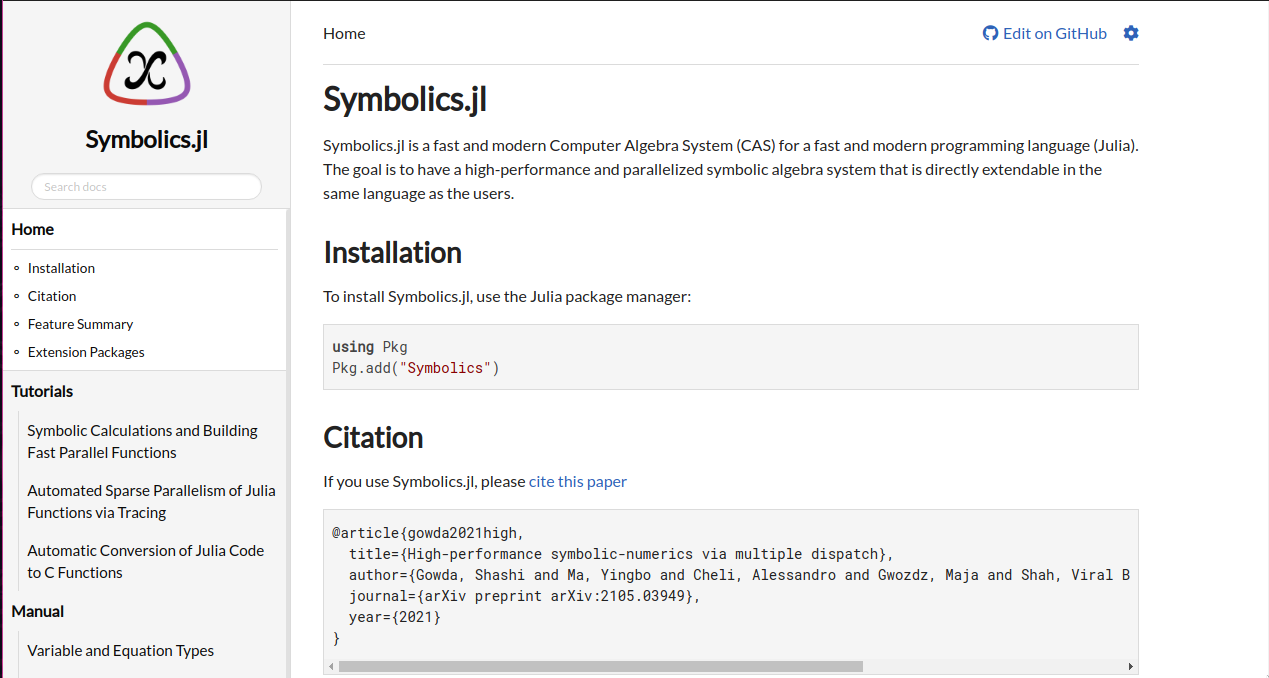 Symbolics.jl
Search docs
Home
Installation
Citation
Feature Summary
Extension Packages
Tutorials
Symbolic Calculations and Building
Fast Parallel Functions
Automated Sparse Parallelism of Julia
Functions via Tracing
Automatic Conversion of Julia Code
to C Functions
Manual
Variable and Equation Types
Home
Edit on GitHub
Symbolics.jl
Symbolics.jl is a fast and modern Computer Algebra System (CAS) for a fast and modern programming language (Julia).
The goal is to have a high-performance and parallelized symbolic algebra system that is directly extendable in the
same language as the users.
Installation
To install Symbolics.jl, use the Julia package manager:
using Pkg
Pkg.add("Symbolics")
Citation
If you use Symbolics.jl, please cite this paper
@article{gowda2021high,
  title={High-performance symbolic-numerics via multiple dispatch},
  author={Gowda, Shashi and Ma, Yingbo and Cheli, Alessandro and Gwozdz, Maja and Shah, Viral B
  journal={arXiv preprint arXiv:2105.03949},
  year={2021}
}